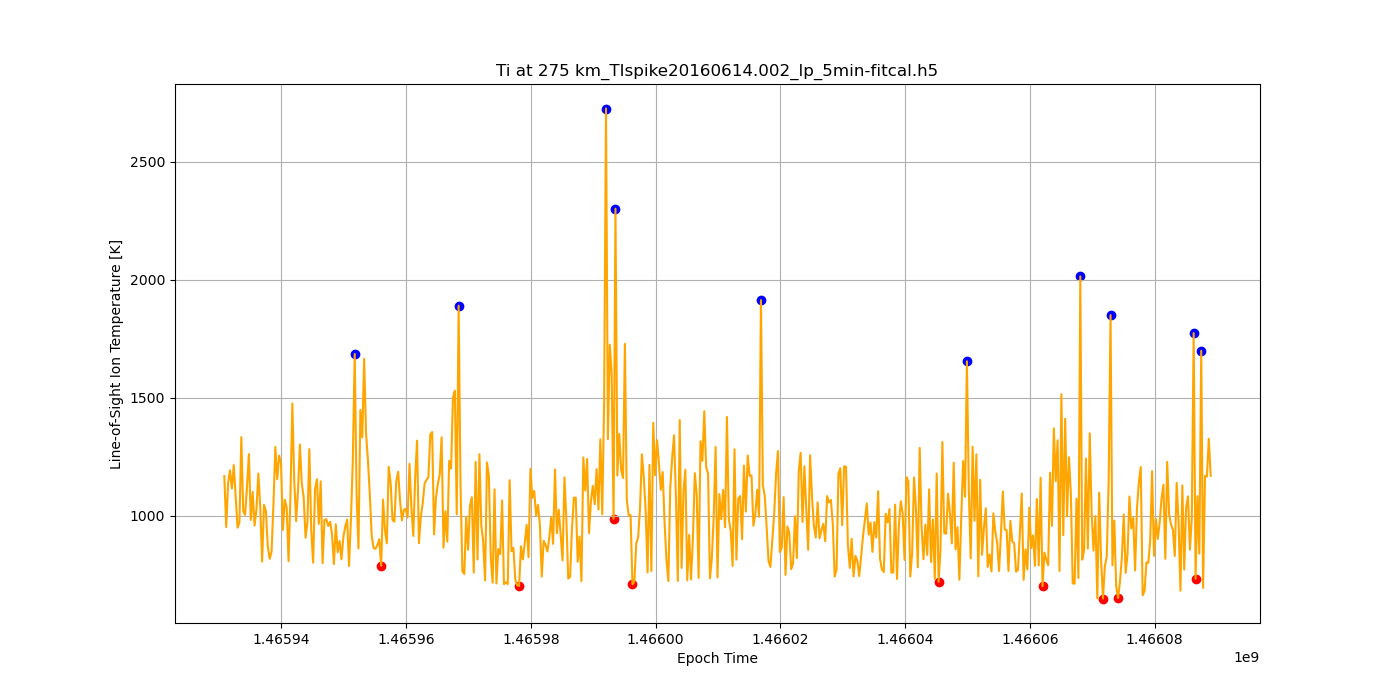 Ti at 275 km_TIspike20160614.002_lp_5min-fitcal.h5
Line-of-Sight Ion Temperature [K]
2500
2000
1500
1000
1.46594 1.46596 1.46598 1.46600 1.46602 1.46604 1.46606 1.46608
Epoch Time
1e9